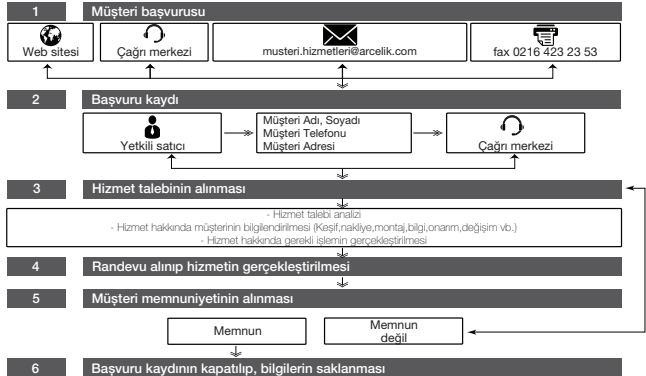 1 Müşteri başvurusu
Web sitesi
Çağrı merkezi
musteri.hizmetleri@arcelik.com
fax 0216 423 23 53
2 Başvuru kaydı
Yetkili satıcı
Müşteri Adı, Soyadı
Müşteri Telefonu
Müşteri Adresi
Çağrı merkezi
3 Hizmet talebinin alınması
- Hizmet talebi analizi
- Hizmet hakkında müşterinin bilgilendirilmesi (Keşif,nakliye,montaj,bilgi,onarım,değişim vb.)
- Hizmet hakkında gerekli işlemin gerçekleştirilmesi
4 Randevu alınıp hizmetin gerçekleştirilmesi
5 Müşteri memnuniyetinin alınması
Memnun
Memnun
değil
6 Başvuru kaydının kapatılıp, bilgilerin saklanması